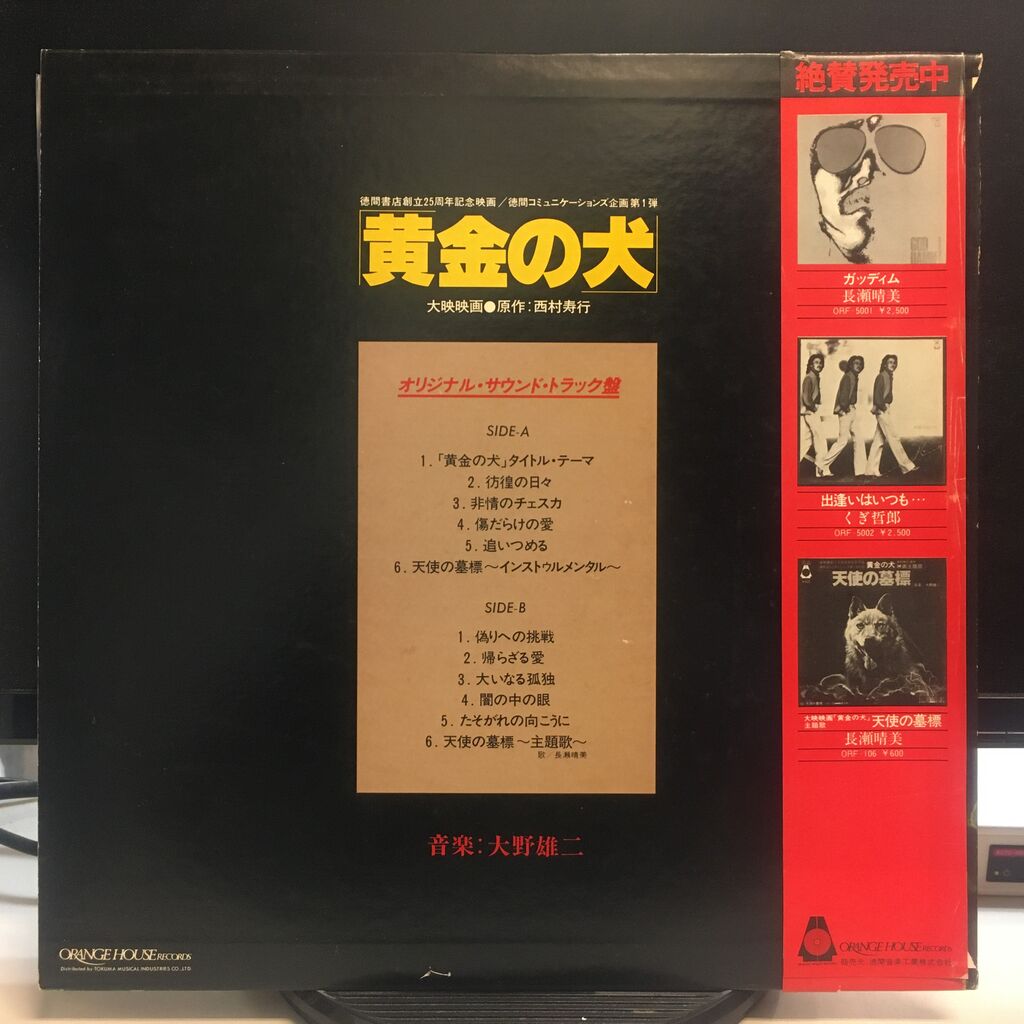 徳間書店創立25周年記念映画/徳間コミュニケーションズ企画第1弾
「黄金の犬」
大映映画●原作:西村寿行
オリジナル・サウンド・トラック盤
SIDE-A
1.「黄金の犬」タイトル・テーマ
2.彷徨の日々
3.非情のチェスカ
4.傷だらけの愛
5.追いつめる
6.天使の墓標～インストゥルメンタル～
SIDE-B
1.偽りへの挑戦
2.帰らざる愛
3.大いなる孤独
4.闇の中の眼
5.たそがれの向こうに
6.天使の墓標～主題歌～
歌/長瀬晴美
音楽:大野雄二
ORANGE HOUSE RECORDS
Distributed by TOKUMA MUSICAL INDUSTRIES CO.,LTD
絶賛発売中
ガッディム
長瀬晴美
ORF 5001 ¥2,500
出逢いはいつも…
くぎ哲郎
ORF 5002 ¥2,500
黄金の犬
天使の墓標
大映映画「黄金の犬」
主題歌
天使の墓標
長瀬晴美
ORF 106 ¥600
ORANGE HOUSE RECORDS
発売元:徳間音楽工業株式会社